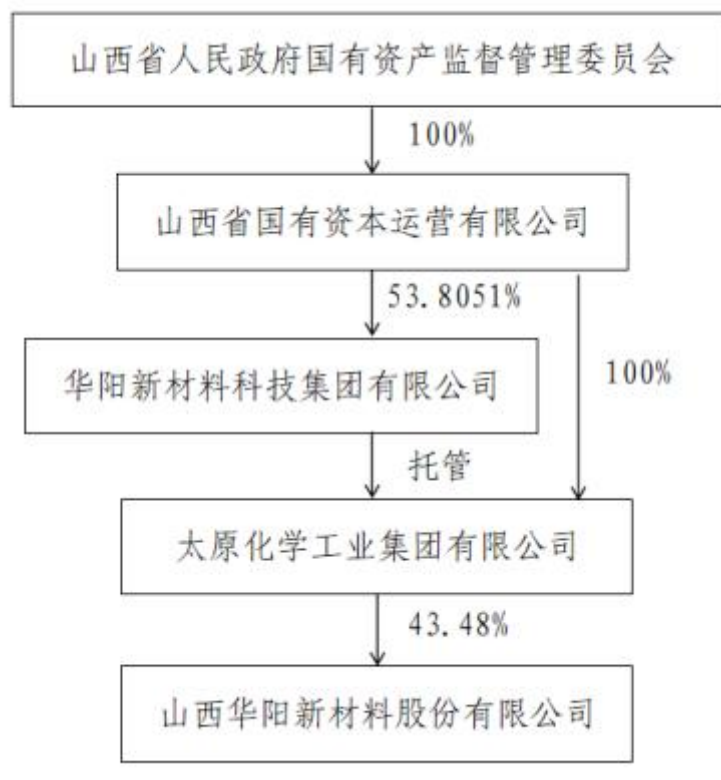 山西省人民政府国有资产监督管理委员会
100%
山西省国有资本运营有限公司
53.8051%
华阳新材料科技集团有限公司
100%
托管
太原化学工业集团有限公司
43.48%
山西华阳新材料股份有限公司